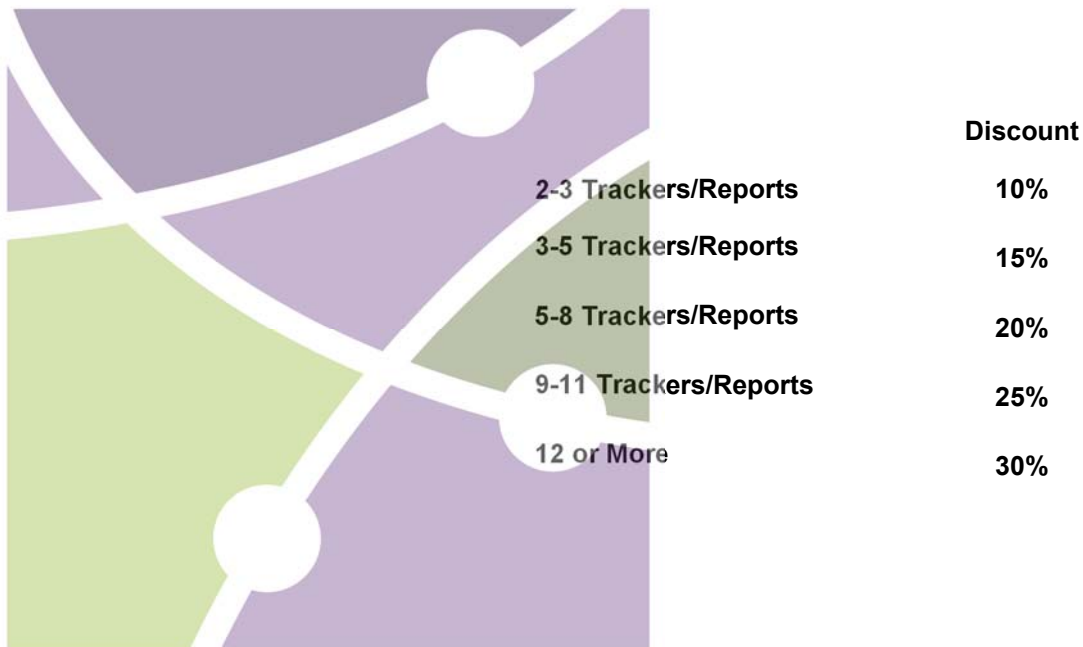 Discount
2-3 Trackers/Reports 10%
3-5 Trackers/Reports 15%
5-8 Trackers/Reports 20%
9-11 Trackers/Reports 25%
12 or More 30%